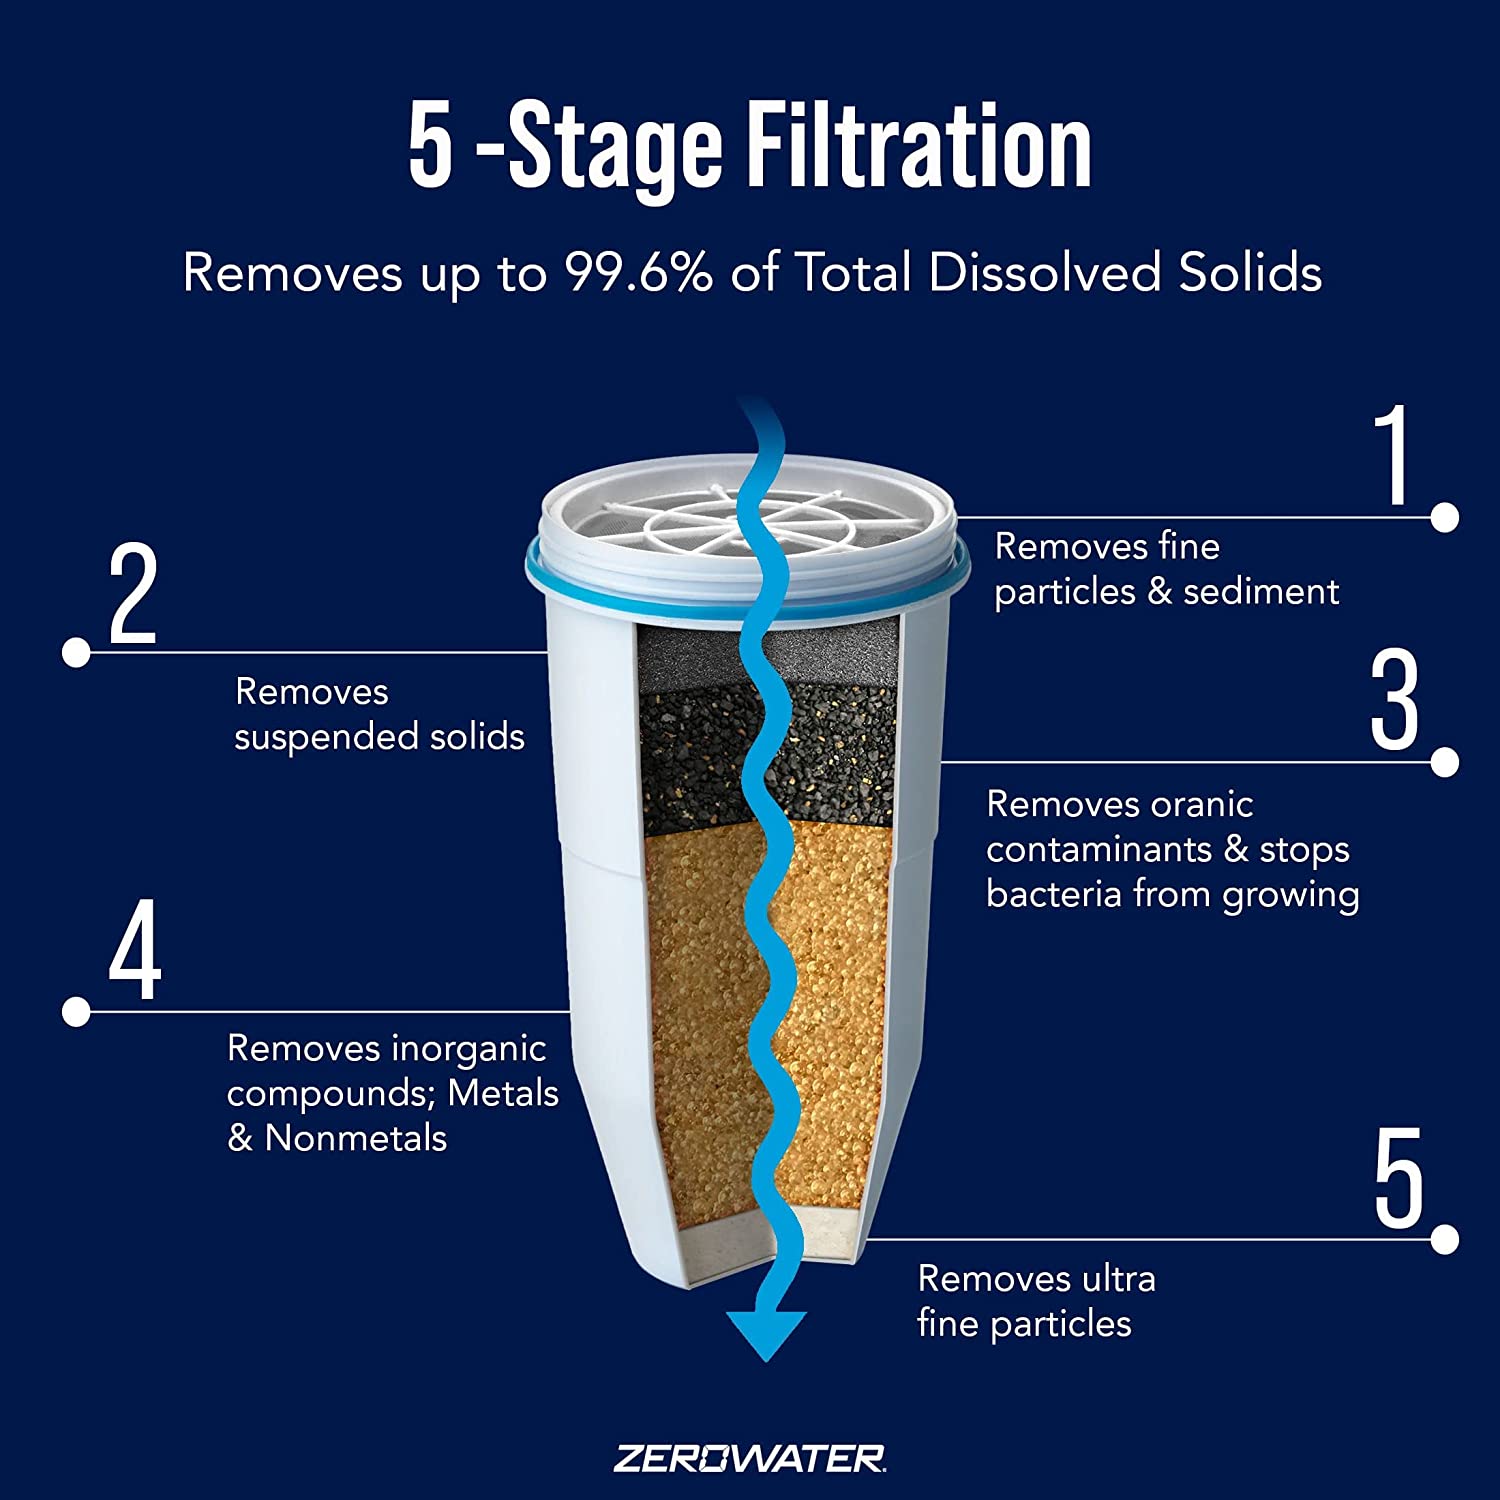 5 -Stage Filtration
Removes up to 99.6% of Total Dissolved Solids
1
Removes fine
particles & sediment
2
Removes
suspended solids
3
Removes oranic
contaminants & stops
bacteria from growing
4
Removes inorganic
compounds; Metals
& Nonmetals
5
Removes ultra
fine particles
ZEROWATER.